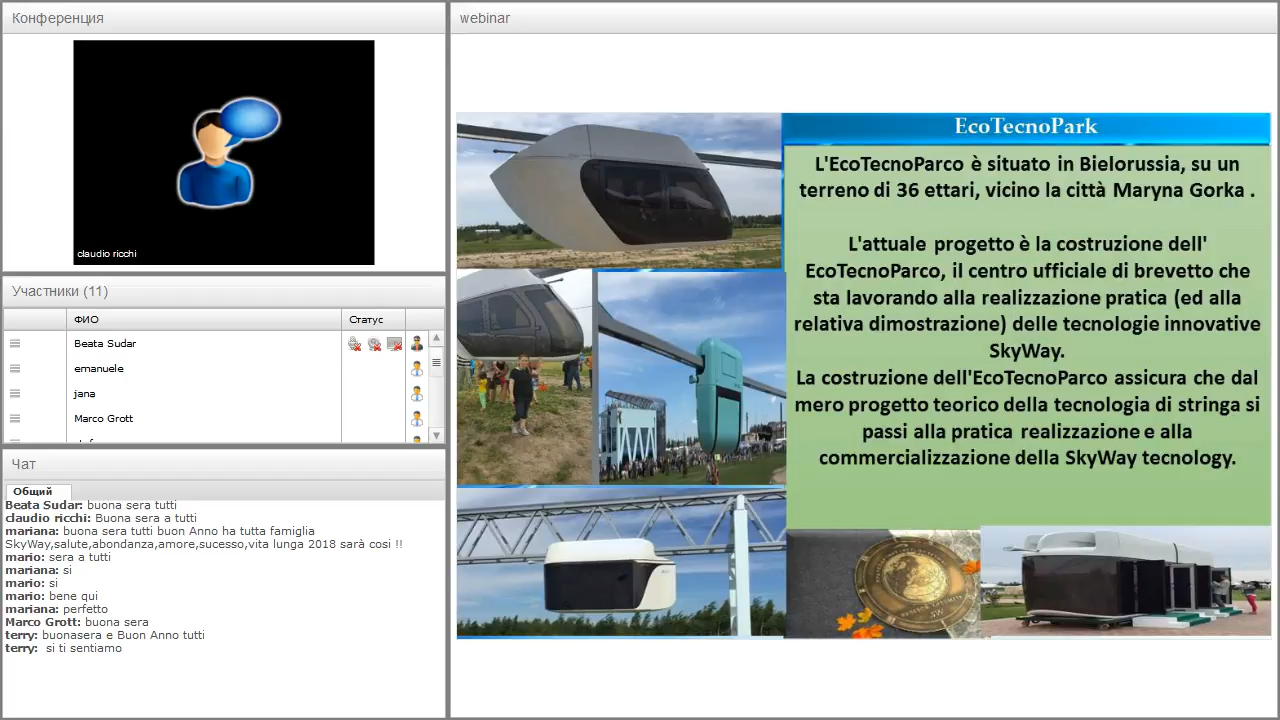 Конференция
claudio ricchi
Участники (11)
ФИО
Статус
Beata Sudar
emanuele
jana
Marco Grott
Чат
Общий
Beata Sudar: buona sera tutti
claudio ricchi: Buona sera a tutti
mariana: buona sera tutti buon Anno ha tutta famiglia
SkyWay,salute,abondanza,amore,sucesso,vita lunga 2018 sarà cosi !!
mario: sera a tutti
mariana: si
mario: si
mario: bene qui
mariana: perfetto
Marco Grott: buona sera
terry: buonasera e Buon Anno tutti
terry: si ti sentiamo
webinar
EcoTecnoPark
L'EcoTecnoParco è situato in Bielorussia, su un
terreno di 36 ettari, vicino la città Maryna Gorka .
L'attuale progetto è la costruzione dell'
EcoTecnoParco, il centro ufficiale di brevetto che
sta lavorando alla realizzazione pratica (ed alla
relativa dimostrazione) delle tecnologie innovative
SkyWay.
La costruzione dell'EcoTecnoParco assicura che dal
mero progetto teorico della tecnologia di stringa si
passi alla pratica realizzazione e alla
commercializzazione della SkyWay tecnology.